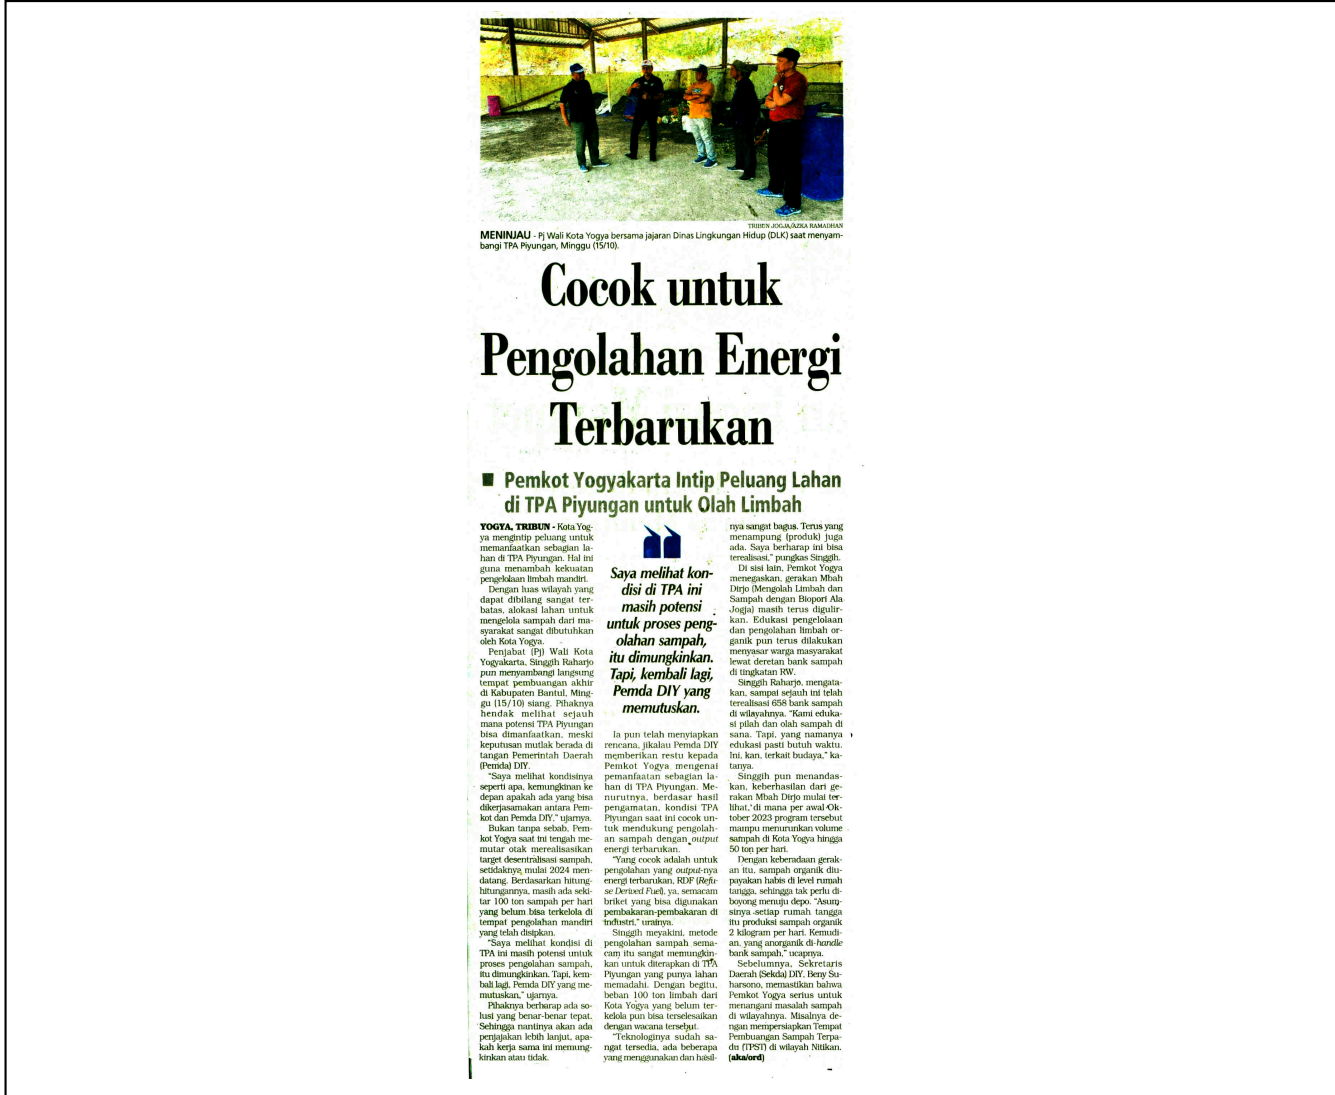 TRIBUN JOGJA/AZKA RAMADHAN
MENINJAU - Pj Wali Kota Yogya bersama jajaran Dinas Lingkungan Hidup (DLK) saat menyam-
bangi TPA Piyungan, Minggu (15/10).
Cocok untuk
Pengolahan Energi
Terbarukan
■ Pemkot Yogyakarta Intip Peluang Lahan
di TPA Piyungan untuk Olah Limbah
YOGYA, TRIBUN - Kota Yog-
ya mengintip peluang untuk
memanfaatkan sebagian la-
han di TPA Piyungan. Hal ini
guna menambah kekuatan
pengelolaan limbah mandiri.
Dengan luas wilayah yang
dapat dibilang sangat ter-
batas, alokasi lahan untuk
mengelola sampah dari ma-
syarakat sangat dibutuhkan
oleh Kota Yogya.
Penjabat (Pj) Wali Kota
Yogyakarta, Singgih Raharjo
pun menyambangi langsung
tempat pembuangan akhir
di Kabupaten Bantul, Ming-
gu (15/10) siang. Pihaknya
hendak melihat sejauh
mana potensi TPA Piyungan
bisa dimanfaatkan, meski
keputusan mutlak berada di
tangan Pemerintah Daerah
(Pemda) DIY.
"Saya melihat kondisinya
seperti apa, kemungkinan ke
depan apakah ada yang bisa
dikerjasamakan antara Pem-
kot dan Pemda DIY," ujarnya.
Bukan tanpa sebab, Pem-
kot Yogya saat ini tengah me-
mutar otak merealisasikan
target desentralisasi sampah,
setidaknya mulai 2024 men-
datang. Berdasarkan hitung-
hitungannya, masih ada seki-
tar 100 ton sampah per hari
yang belum bisa terkelola di
tempat pengolahan mandiri
yang telah disipkan.
"Saya melihat kondisi di
TPA ini masih potensi untuk
proses pengolahan sampah,
itu dimungkinan. Tapi, kem-
bali lagi, Pemda DIY yang me-
mutuskan," ujarnya.
Pihaknya berharap ada so-
lusi yang benar-benar tepat.
Sehingga nantinya akan ada
penjajakan lebih lanjut, apa-
kah kerja sama ini memung-
kinkan atau tidak.
"
Saya melihat kon-
disi di TPA ini
masih potensi
untuk proses peng-
olahan sampah,
itu dimungkinan.
Tapi, kembali lagi,
Pemda DIY yang
memutuskan.
Ia pun telah menyiapkan
rencana, jikalau Pemda DIY
memberikan restu kepada
Pemkot Yogya mengenai
pemanfaatan sebagian la-
han di TPA Piyungan. Me-
nurutnya, berdasar hasil
pengamatan, kondisi TPA
Piyungan saat ini cocok un-
tuk mendukung pengolah-
an sampah dengan output
energi terbarukan.
"Yang cocok adalah untuk
pengolahan yang output-nya
energi terbarukan, RDF (Refu-
se Derived Fuel), ya, semacam
briket yang bisa digunakan
pembakaran-pembakaran di
industri," urainya.
Singgih meyakini, metode
pengolahan sampah sema-
cam itu sangat memungkin-
kan untuk diterapkan di TPA
Piyungan yang punya lahan
memadahi. Dengan begitu,
beban 100 ton limbah dari
Kota Yogya yang belum ter-
kelola pun bisa terselesaikan
dengan wacana tersebut.
"Teknologinya sudah sa-
ngat tersedia, ada beberapa
yang menggunakan dan hasil-
nya sangat bagus. Terus yang
menampung (produk) juga
ada. Saya berharap ini bisa
terealisasi," pungkas Singgih.
Di sisi lain, Pemkot Yogya
menegaskan, gerakan Mbah
Dirjo (Mengolah Limbah dan
Sampah dengan Biopori Ala
Jogja) masih terus digulir-
kan. Edukasi pengelolaan
dan pengolahan limbah or-
ganik pun terus dilakukan
menyasar warga masyarakat
lewat deretan bank sampah
di tingkatan RW.
Singgih Raharjo, mengata-
kan, sampai sejauh ini telah
terealisasi 658 bank sampah
di wilayahnya. "Kami eduka-
si pilah dan olah sampah di
sana. Tapi, yang namanya
edukasi pasti butuh waktu.
Ini, kan, terkait budaya," ka-
tanya.
Singgih pun menandas-
kan, keberhasilan dari ge-
rakan Mbah Dirjo mulai ter-
lihat, di mana per awal Ok-
tober 2023 program tersebut
mampu menurunkan volume
sampah di Kota Yogya hingga
50 ton per hari.
Dengan keberadaan gerak-
an itu, sampah organik diu-
payakan habis di level rumah
tangga, sehingga tak perlu di-
boyong menuju depo. "Asum-
sinya setiap rumah tangga
itu produksi sampah organik
2 kilogram per hari. Kemudi-
an, yang anorganik di-handle
bank sampah," ucapnya.
Sebelumnya, Sekretaris
Daerah (Sekda) DIY, Beny Su-
harsono, memastikan bahwa
Pemkot Yogya serius untuk
menangani masalah sampah
di wilayahnya. Misalnya de-
ngan mempersiapkan Tempat
Pembuangan Sampah Terpa-
du (TPST) di wilayah Nitikan.
(aka/ord)